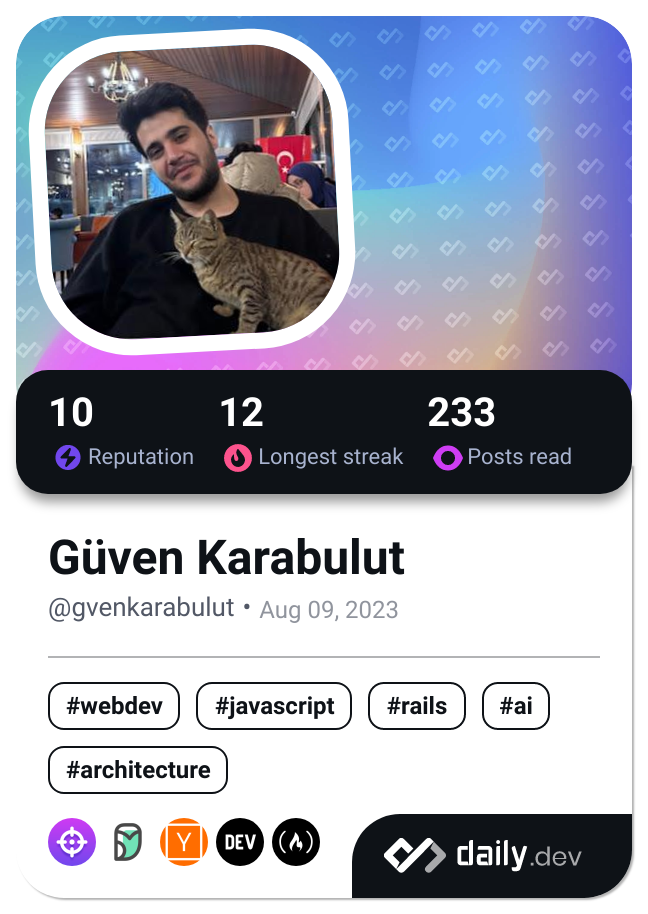 10 12 233
Reputation Longest streak Posts read
Güven Karabulut
@gvenkarabulut • Aug 09, 2023
#webdev #javascript #rails #ai
#architecture
Y DEV daily.dev